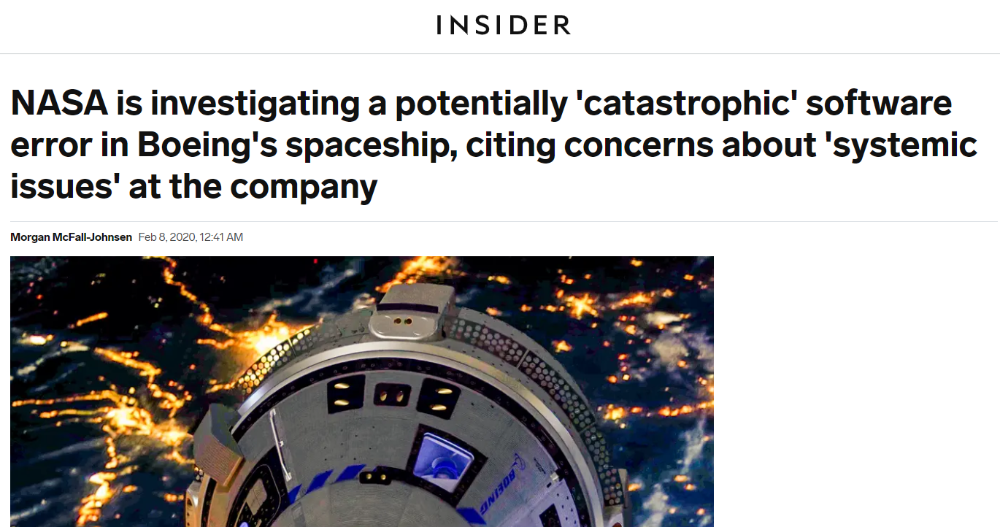 INSIDER
NASA is investigating a potentially 'catastrophic' software
error in Boeing's spaceship, citing concerns about 'systemic
issues' at the company
Morgan McFall-Johnsen Feb 8, 2020, 12:41 AM
BOEING